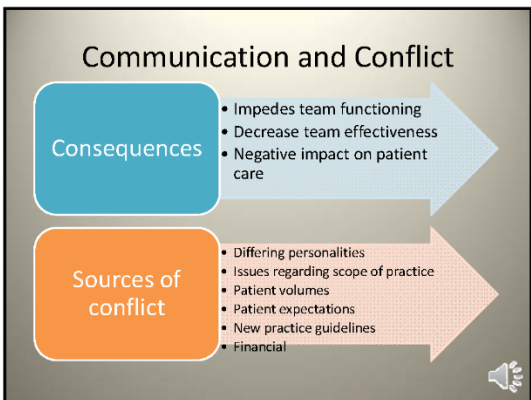 Communication and Conflict
Consequences
• Impedes team functioning
• Decrease team effectiveness
• Negative impact on patient
care
Sources of
conflict
• Differing personalities
• Issues regarding scope of practice
• Patient volumes
• Patient expectations
• New practice guidelines
• Financial